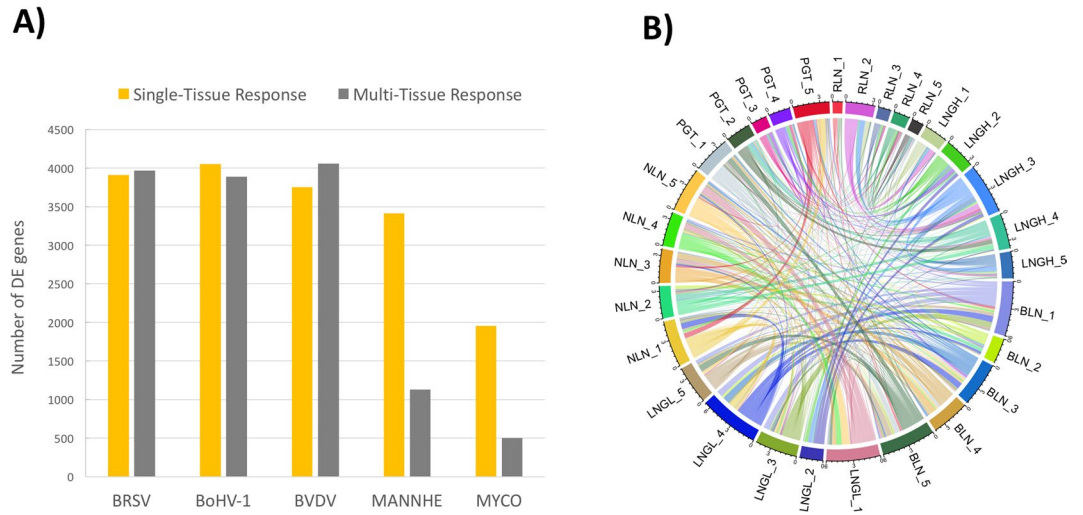 A)
Single-Tissue Response
Multi-Tissue Response
Number of DE genes
4500
4000
3500
3000
2500
2000
1500
1000
500
0
BRSV
BoHV-1
BVDV
MANNHE
MYCO
B)
RLN_1
RLN_2
RLN_3
RLN_4
RLN_5
LNGH_1
LNGH_2
LNGH_3
LNGH_4
LNGH_5
BLN_1
BLN_2
BLN_3
BLN_4
BLN_5
LNGL_1
LNGL_2
LNGL_3
LNGL_4
LNGL_5
NLN_1
NLN_2
NLN_3
NLN_4
NLN_5
PGT_1
PGT_2
PGT_3
PGT_4
PGT_5